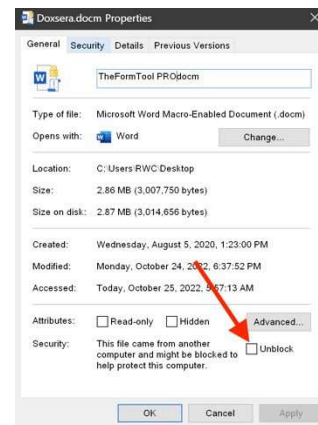 Doxsera.docm Properties
General Security Details Previous Versions
TheFormTool PROdocm
Type of file: Microsoft Word Macro-Enabled Document (.docm)
Opens with: Word Change...
Location: C:\Users\RWC\Desktop
Size: 2.86 MB (3,007,750 bytes)
Size on disk: 2.87 MB (3,014,656 bytes)
Created: Wednesday, August 5, 2020, 1:23:00 PM
Modified: Monday, October 24, 2022, 6:37:52 PM
Accessed: Today, October 25, 2022, 5:57:13 AM
Attributes: Read-only Hidden Advanced...
Security: This file came from another
computer and might be blocked to Unblock
help protect this computer.
OK Cancel Apply